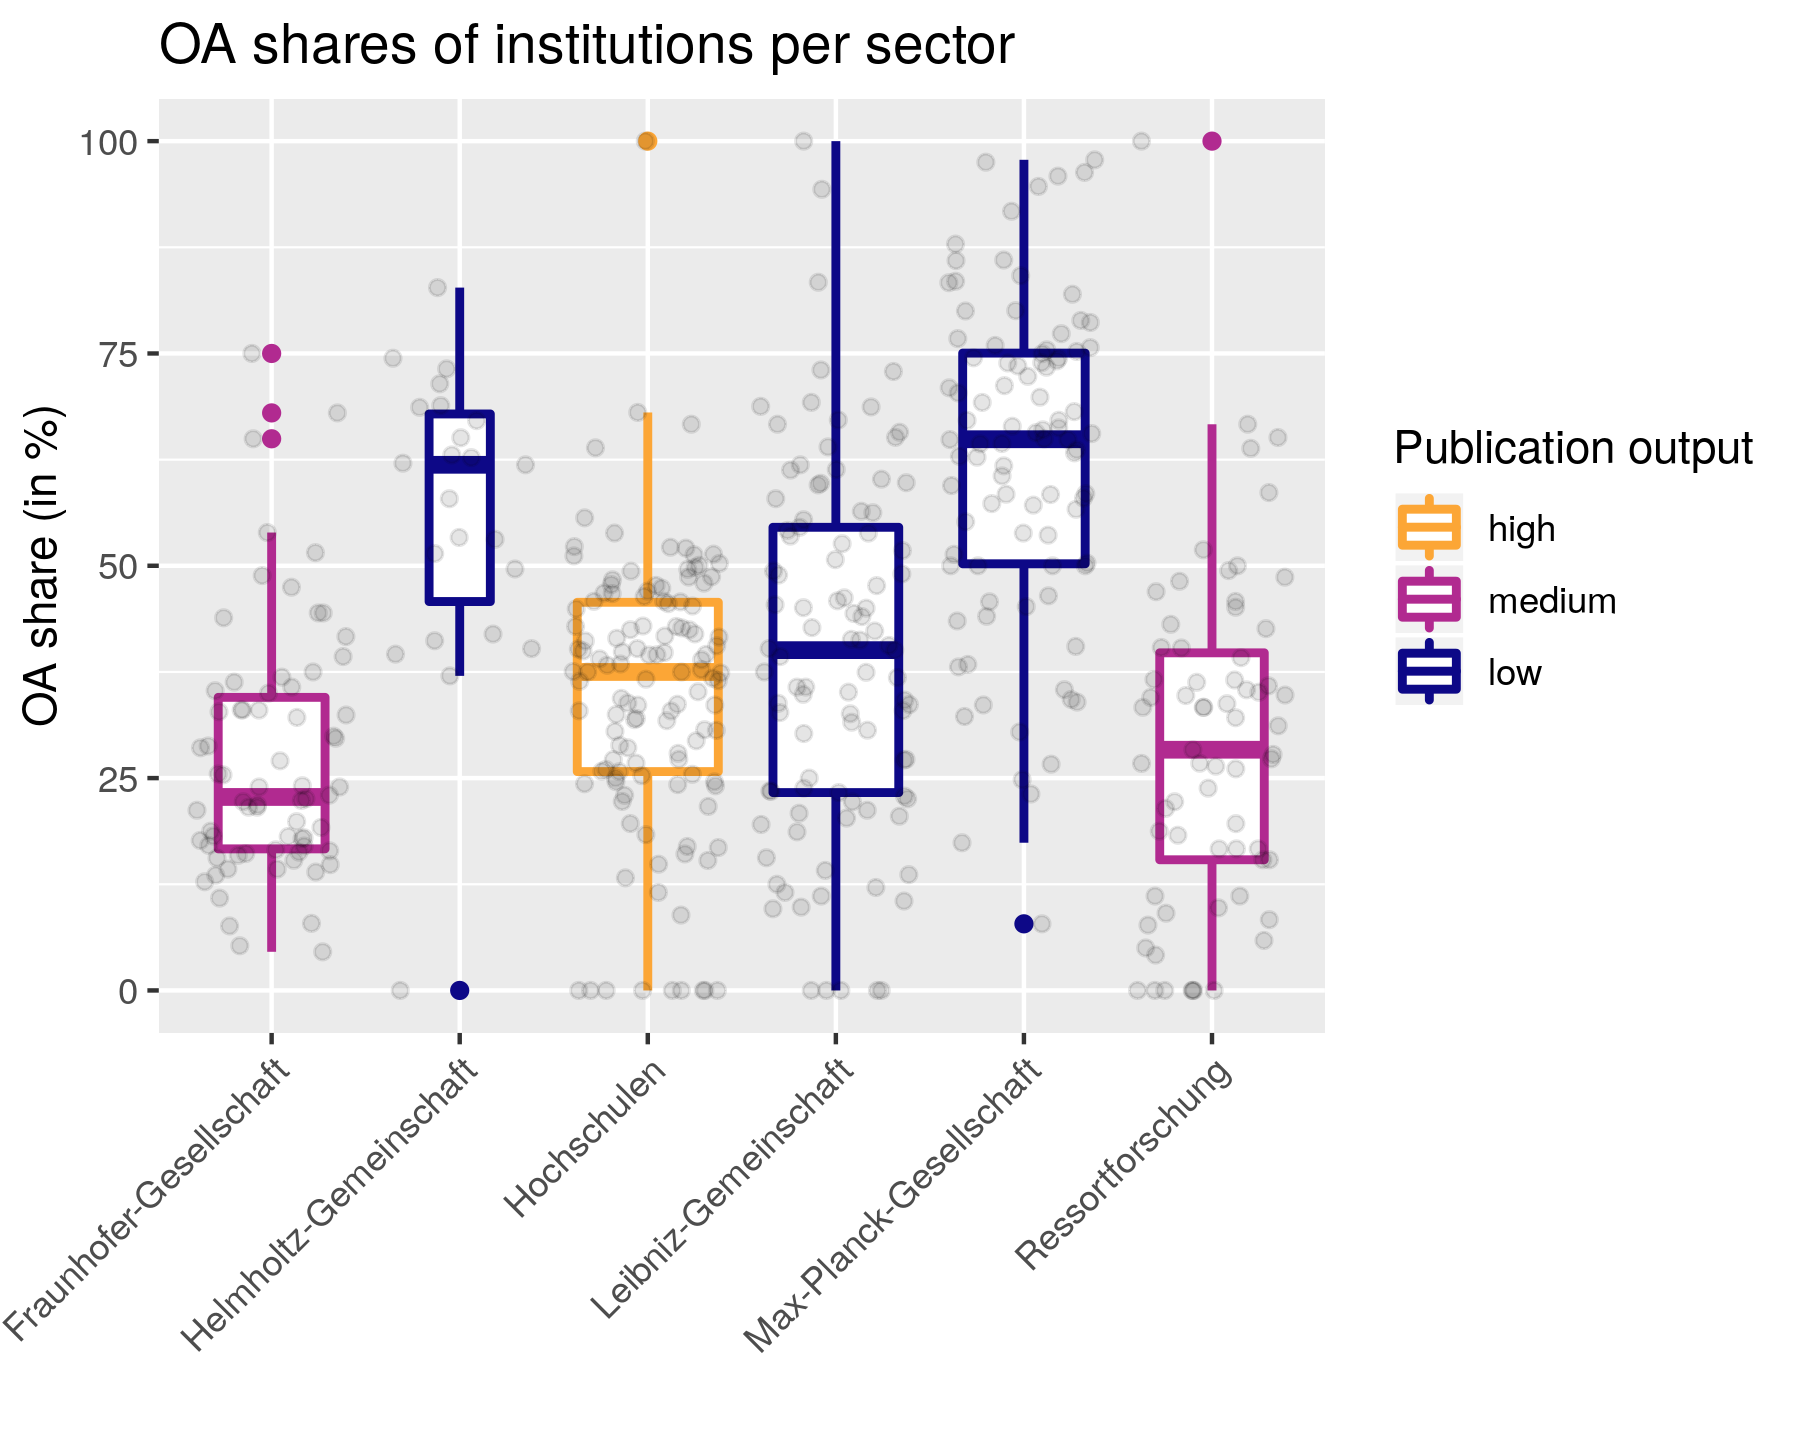 OA shares of institutions per sector
OA share (in %)
100
75
50
25
0
Fraunhofer-Gesellschaft
Helmholtz-Gemeinschaft
Hochschulen
Leibniz-Gemeinschaft
Max-Planck-Gesellschaft
Ressortforschung
Publication output
high
medium
low